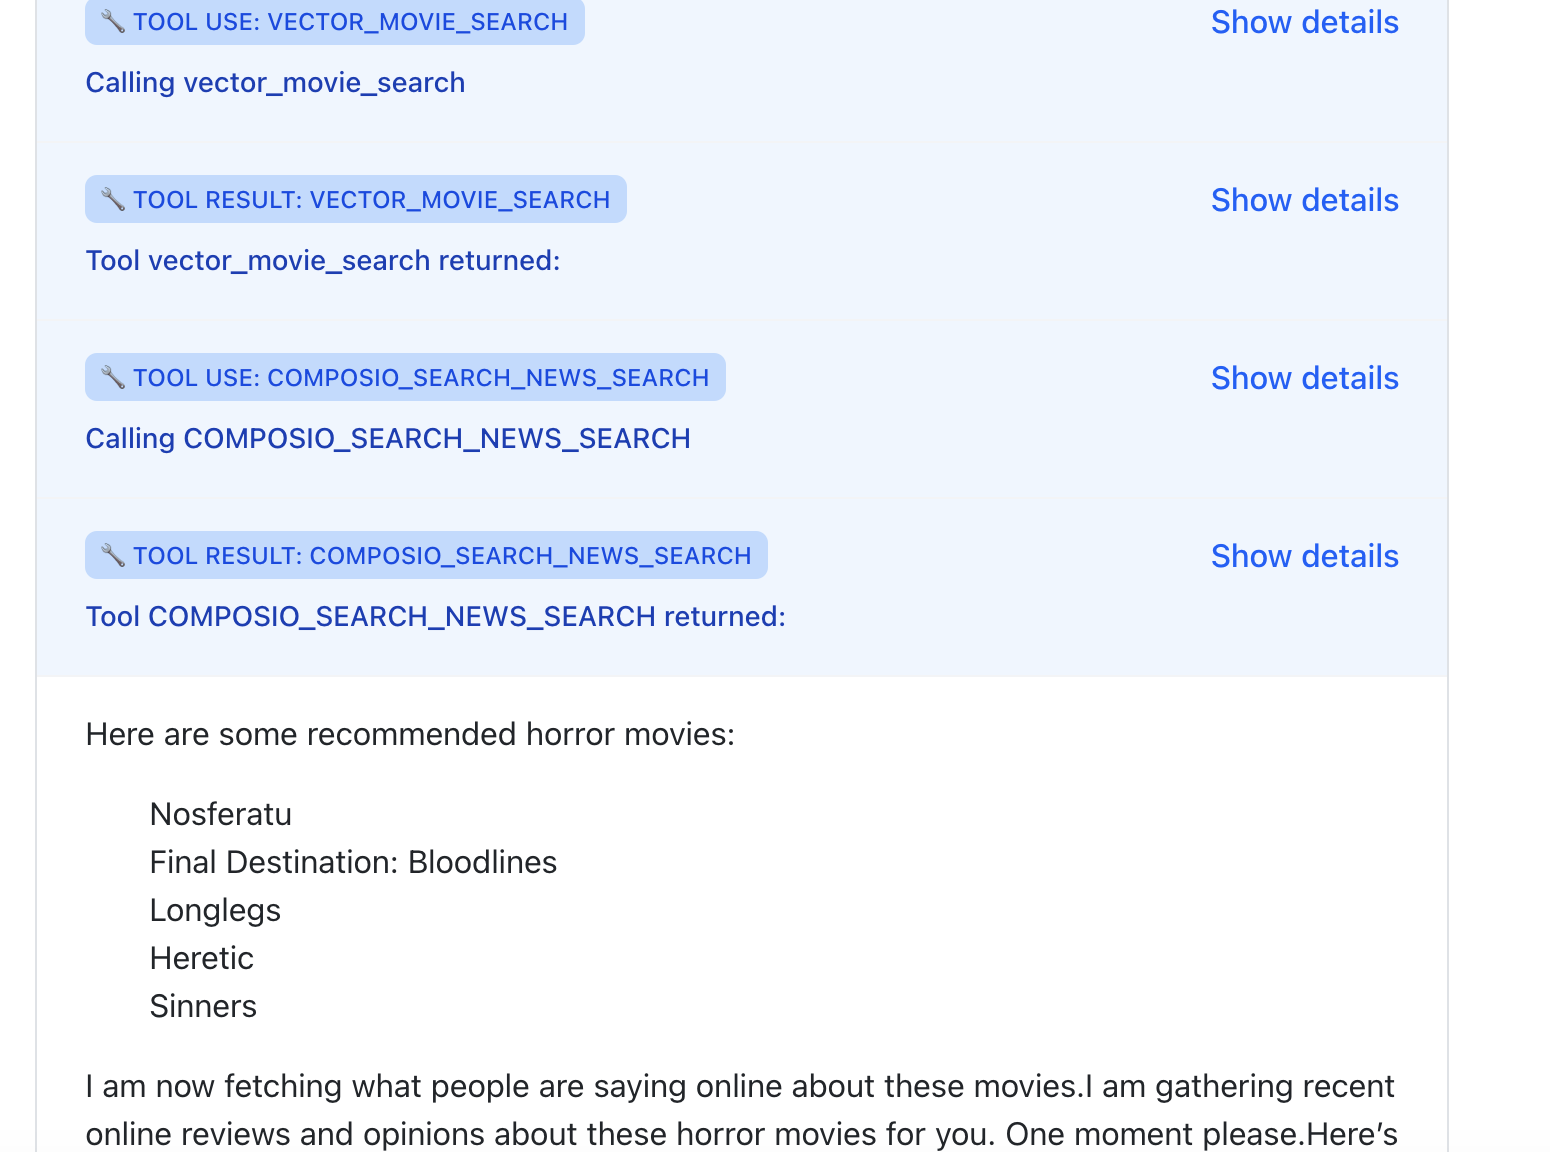 🔧 TOOL USE: VECTOR_MOVIE_SEARCH Show details
Calling vector_movie_search
🔧 TOOL RESULT: VECTOR_MOVIE_SEARCH Show details
Tool vector_movie_search returned:
🔧 TOOL USE: COMPOSIO_SEARCH_NEWS_SEARCH Show details
Calling COMPOSIO_SEARCH_NEWS_SEARCH
🔧 TOOL RESULT: COMPOSIO_SEARCH_NEWS_SEARCH Show details
Tool COMPOSIO_SEARCH_NEWS_SEARCH returned:
Here are some recommended horror movies:
Nosferatu
Final Destination: Bloodlines
Longlegs
Heretic
Sinners
I am now fetching what people are saying online about these movies.I am gathering recent
online reviews and opinions about these horror movies for you. One moment please.Here’s